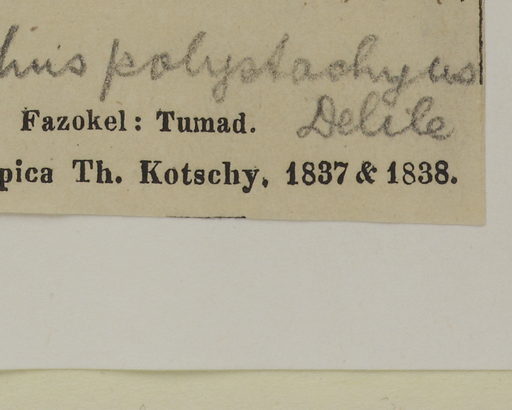 hus polystachyus
Fazokel: Tumad. Delile
pica Th. Kotschy, 1837 & 1838.